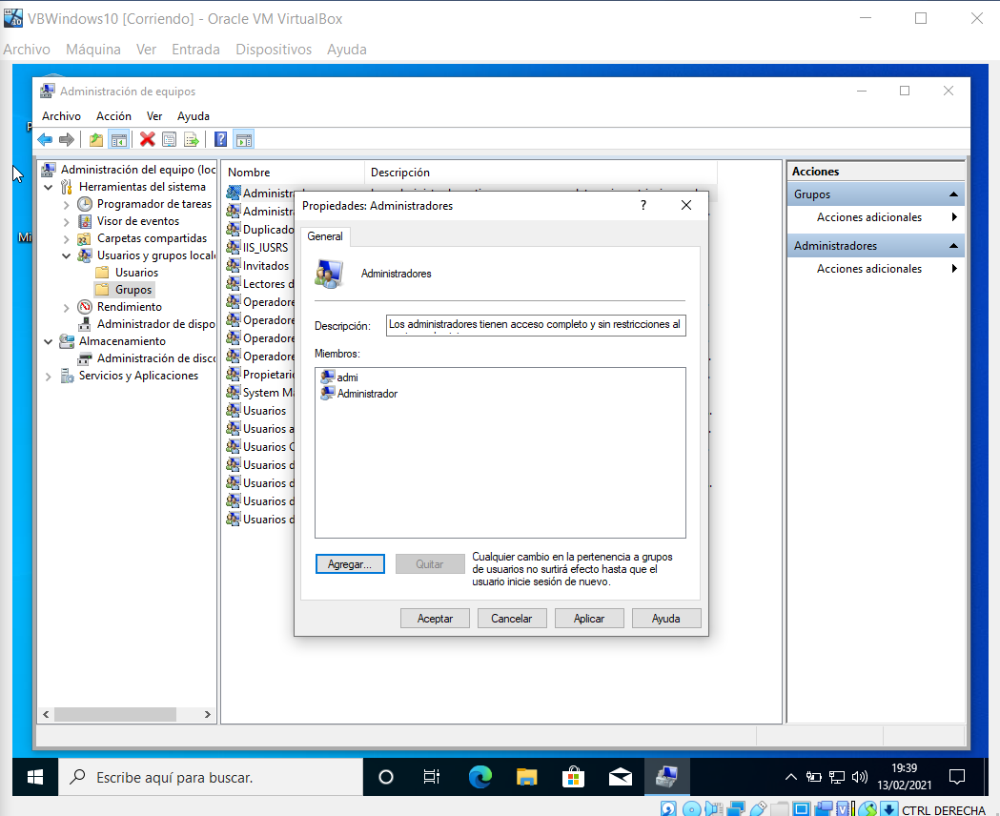 VBWindows10 [Corriendo] - Oracle VM VirtualBox
Archivo Máquina Ver Entrada Dispositivos Ayuda
Administración de equipos
Archivo Acción Ver Ayuda
Administración del equipo (loc
Herramientas del sistema
Programador de tareas
Visor de eventos
Carpetas compartidas
Usuarios y grupos locale
Usuarios
Grupos
Rendimiento
Administrador de dispo
Almacenamiento
Administración de disco
Servicios y Aplicaciones
Nombre Descripción
Administra
Administra
Duplicado
IIS_IUSRS
Invitados
Lectores d
Operadore
Operadore
Operadore
Operadore
Propietario
System Ma
Usuarios
Usuarios a
Usuarios C
Usuarios d
Usuarios d
Usuarios d
Usuarios d
Propiedades: Administradores
General
Administradores
Descripción:
Los administradores tienen acceso completo y sin restricciones al
Miembros:
admi
Administrador
Agregar...
Quitar
Cualquier cambio en la pertenencia a grupos
de usuarios no surtirá efecto hasta que el
usuario inicie sesión de nuevo.
Aceptar Cancelar Aplicar Ayuda
Acciones
Grupos
Acciones adicionales
Administradores
Acciones adicionales
Mi
Escribe aquí para buscar.
19:39
13/02/2021
CTRL DERECHA